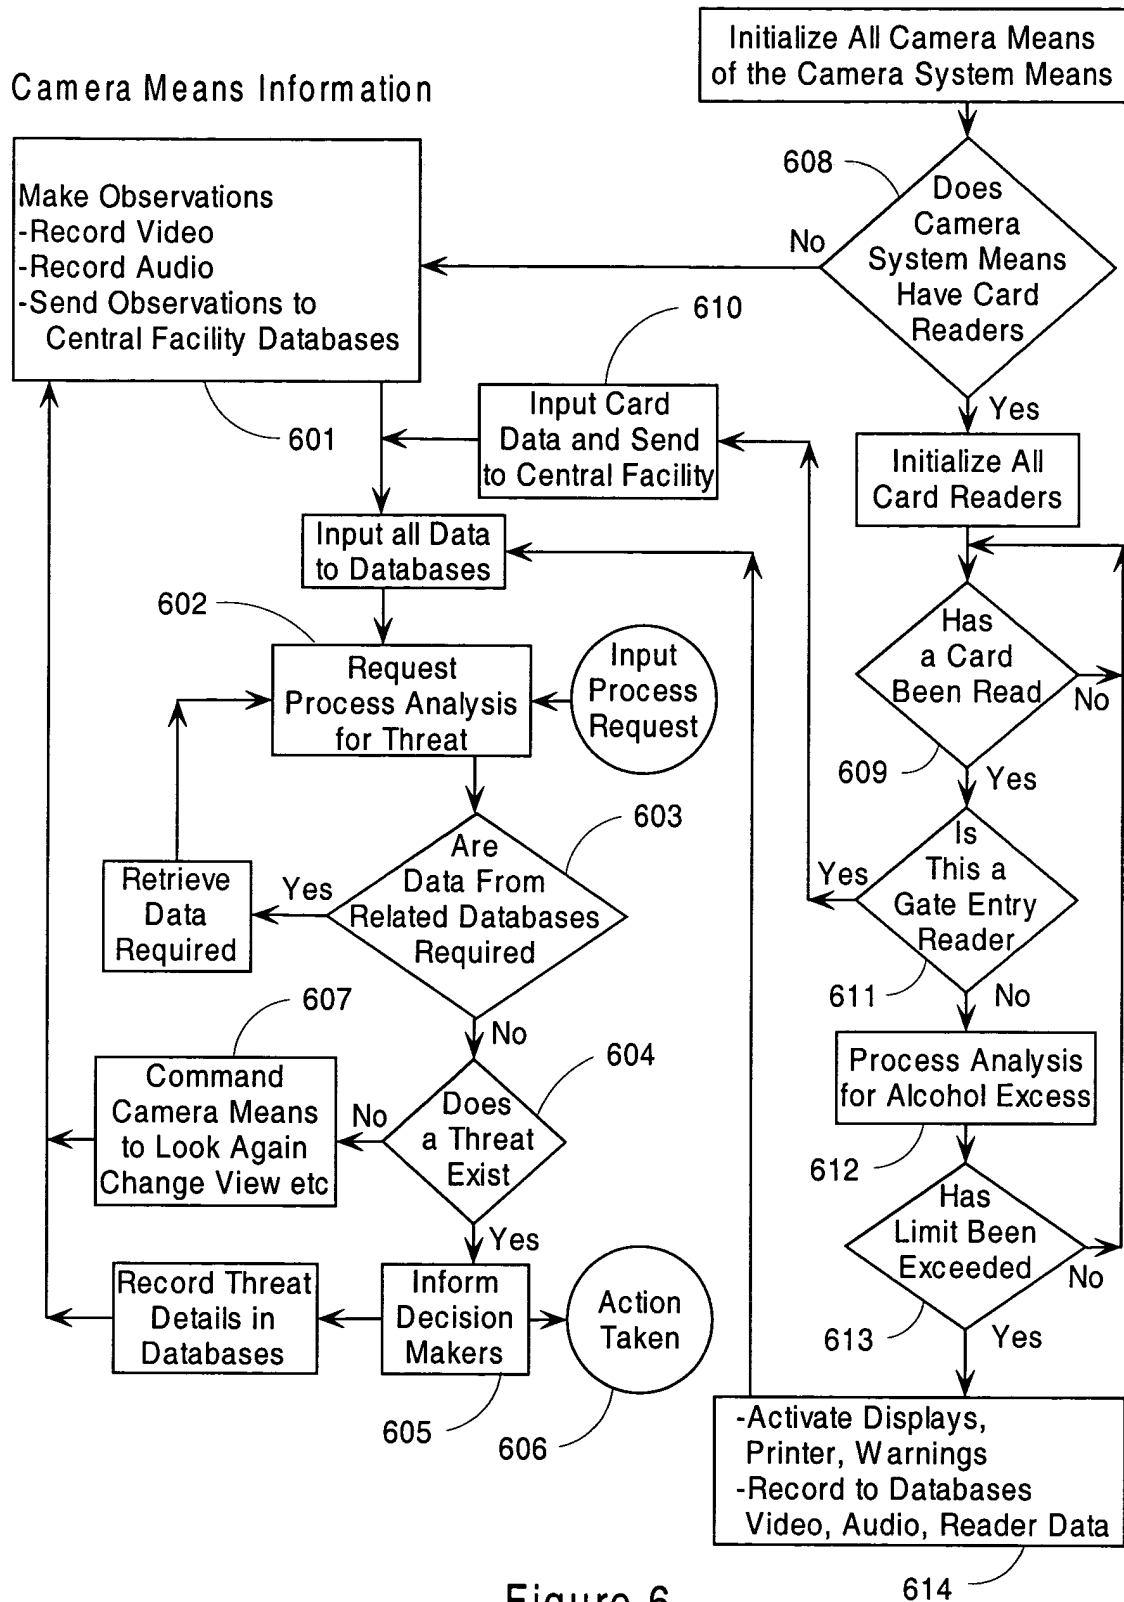 Initialize All Camera Means
of the Camera System Means
Camera Means Information
608
Does
Camera
System Means
Have Card
Readers
No
Yes
Make Observations
-Record Video
-Record Audio
-Send Observations to
Central Facility Databases
601
610
Input Card
Data and Send
to Central Facility
Initialize All
Card Readers
Input all Data
to Databases
602
Request
Process Analysis
for Threat
Input
Process
Request
Has
a Card
Been Read
No
609
Yes
603
Are
Data From
Related Databases
Required
Yes
Retrieve
Data
Required
No
Is
This a
Gate Entry
Reader
Yes
611
No
607
Command
Camera Means
to Look Again
Change View etc
No
604
Does
a Threat
Exist
Yes
Process Analysis
for Alcohol Excess
612
Has
Limit Been
Exceeded
No
613
Yes
Record Threat
Details in
Databases
Inform
Decision
Makers
605
Action
Taken
606
-Activate Displays,
Printer, Warnings
-Record to Databases
Video, Audio, Reader Data
614
Figure 6